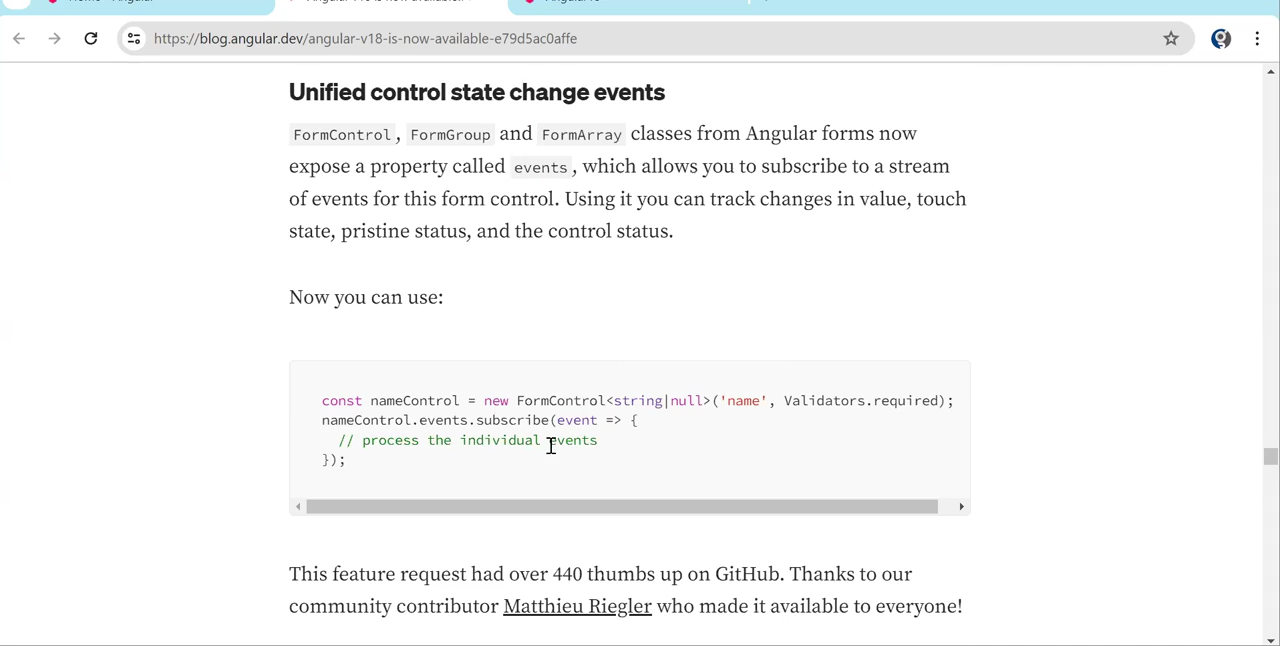 https://blog.angular.dev/angular-v18-is-now-available-e79d5ac0affe
Unified control state change events
FormControl, FormGroup and FormArray classes from Angular forms now
expose a property called events, which allows you to subscribe to a stream
of events for this form control. Using it you can track changes in value, touch
state, pristine status, and the control status.
Now you can use:
const nameControl = new FormControl<string|null>('name', Validators.required);
nameControl.events.subscribe(event => {
// process the individual events
});
This feature request had over 440 thumbs up on GitHub. Thanks to our
community contributor Matthieu Riegler who made it available to everyone!